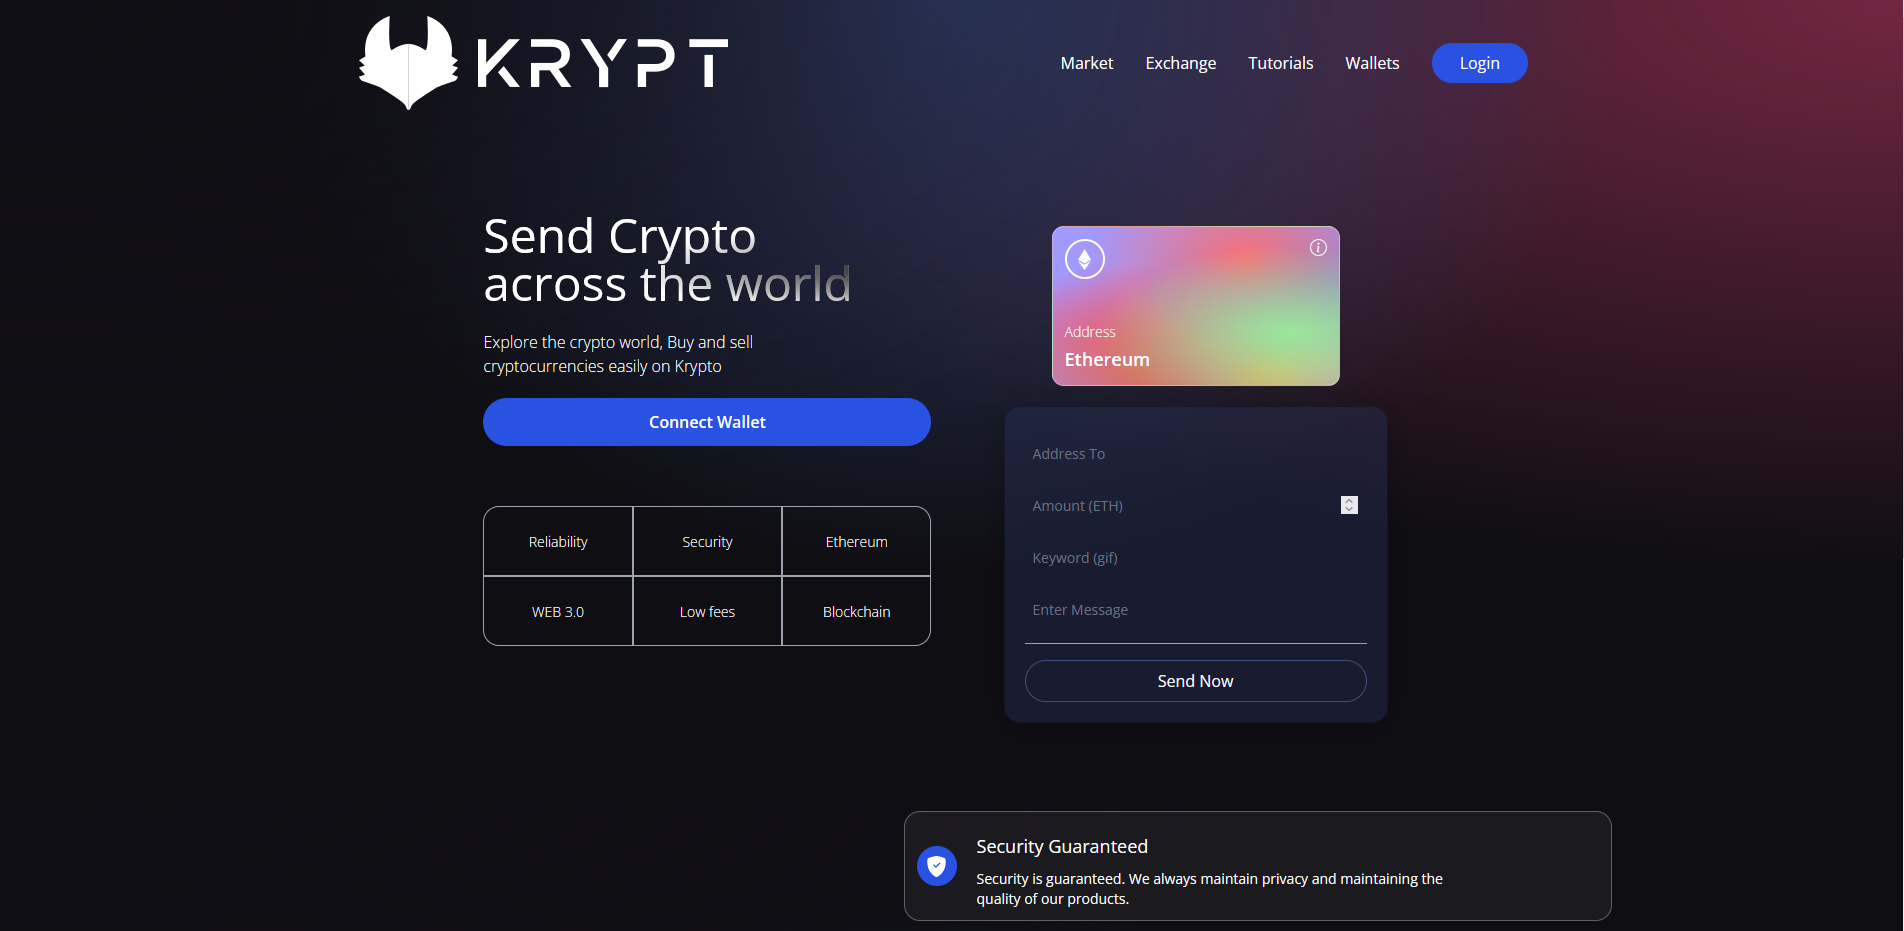 KRYPT
Market
Exchange
Tutorials
Wallets
Login
Send Crypto
across the world
Explore the crypto world, Buy and sell
cryptocurrencies easily on Krypto
Connect Wallet
Reliability
Security
Ethereum
WEB 3.0
Low fees
Blockchain
Address
Ethereum
Address To
Amount (ETH)
Keyword (gif)
Enter Message
Send Now
Security Guaranteed
Security is guaranteed. We always maintain privacy and maintaining the
quality of our products.